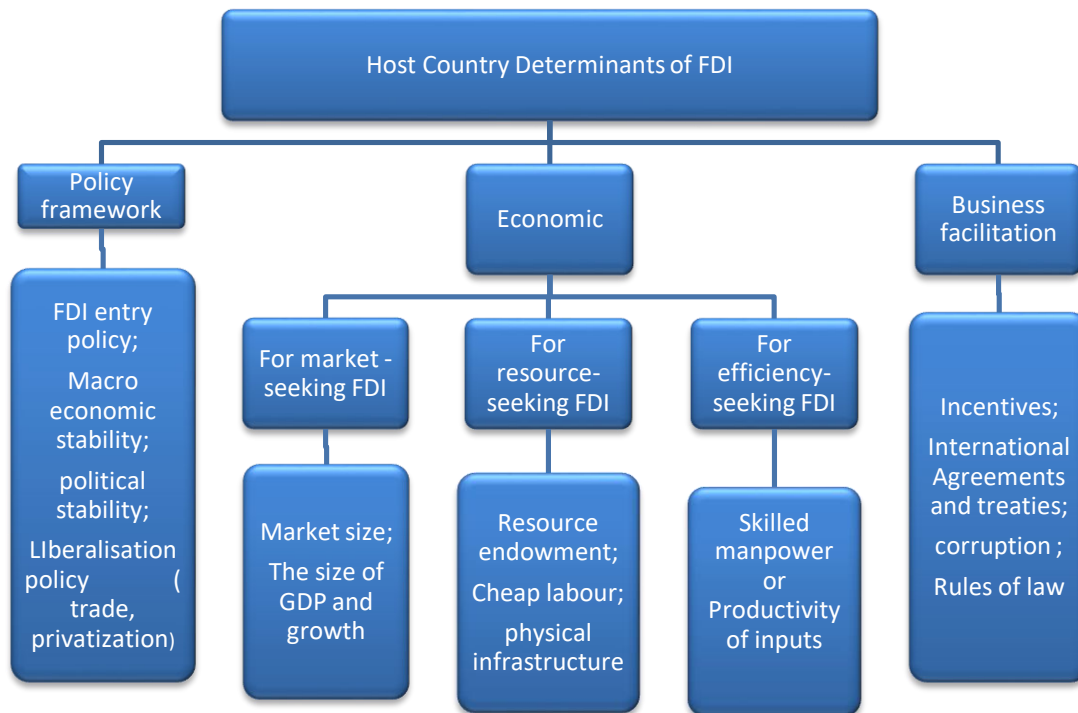 Host Country Determinants of FDI
Policy
framework
Economic
Business
facilitation
FDI entry
policy;
Macro
economic
stability;
political
stability;
LIberalisation
policy (
trade,
privatization)
For market -
seeking FDI
For
resource-
seeking FDI
For
efficiency-
seeking FDI
Market size;
The size of
GDP and
growth
Resource
endowment;
Cheap labour;
physical
infrastructure
Skilled
manpower
or
Productivity
of inputs
Incentives;
International
Agreements
and treaties;
corruption ;
Rules of law